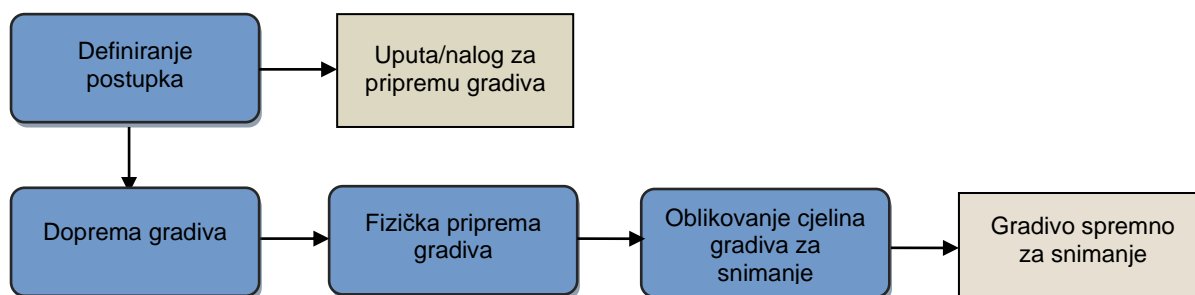 Definiranje
postupka
Uputa/nalog za
pripremu gradiva
Doprema gradiva
Fizička priprema
gradiva
Oblikovanje cjelina
gradiva za
snimanje
Gradivo spremno
za snimanje